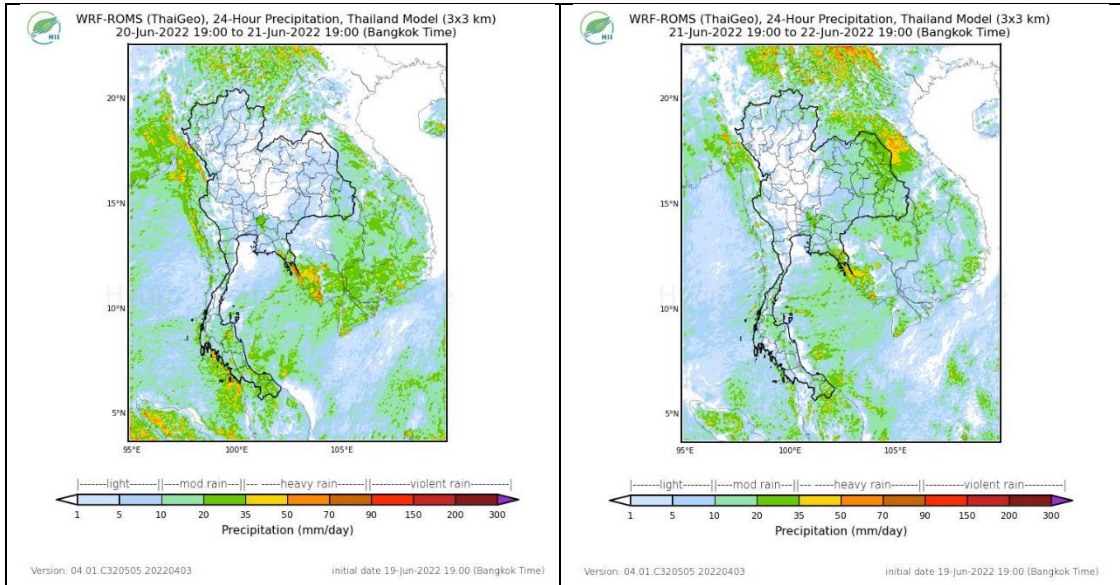 HII
WRF-ROMS (ThaiGeo), 24-Hour Precipitation, Thailand Model (3x3 km)
20-Jun-2022 19:00 to 21-Jun-2022 19:00 (Bangkok Time)
20°N
15°N
10°N
5°N
95°E 100°E 105°E
|------light------||----mod rain---||--- ----heavy rain----||---------violent rain---------|
1 5 10 20 35 50 70 90 150 200 300
Precipitation (mm/day)
Version: 04.01.C320505.20220403 initial date 19-Jun-2022 19:00 (Bangkok Time)
HII
WRF-ROMS (ThaiGeo), 24-Hour Precipitation, Thailand Model (3x3 km)
21-Jun-2022 19:00 to 22-Jun-2022 19:00 (Bangkok Time)
20°N
15°N
10°N
5°N
95°E 100°E 105°E
|------light------||----mod rain---||--- ----heavy rain----||---------violent rain---------|
1 5 10 20 35 50 70 90 150 200 300
Precipitation (mm/day)
Version: 04.01.C320505.20220403 initial date 19-Jun-2022 19:00 (Bangkok Time)